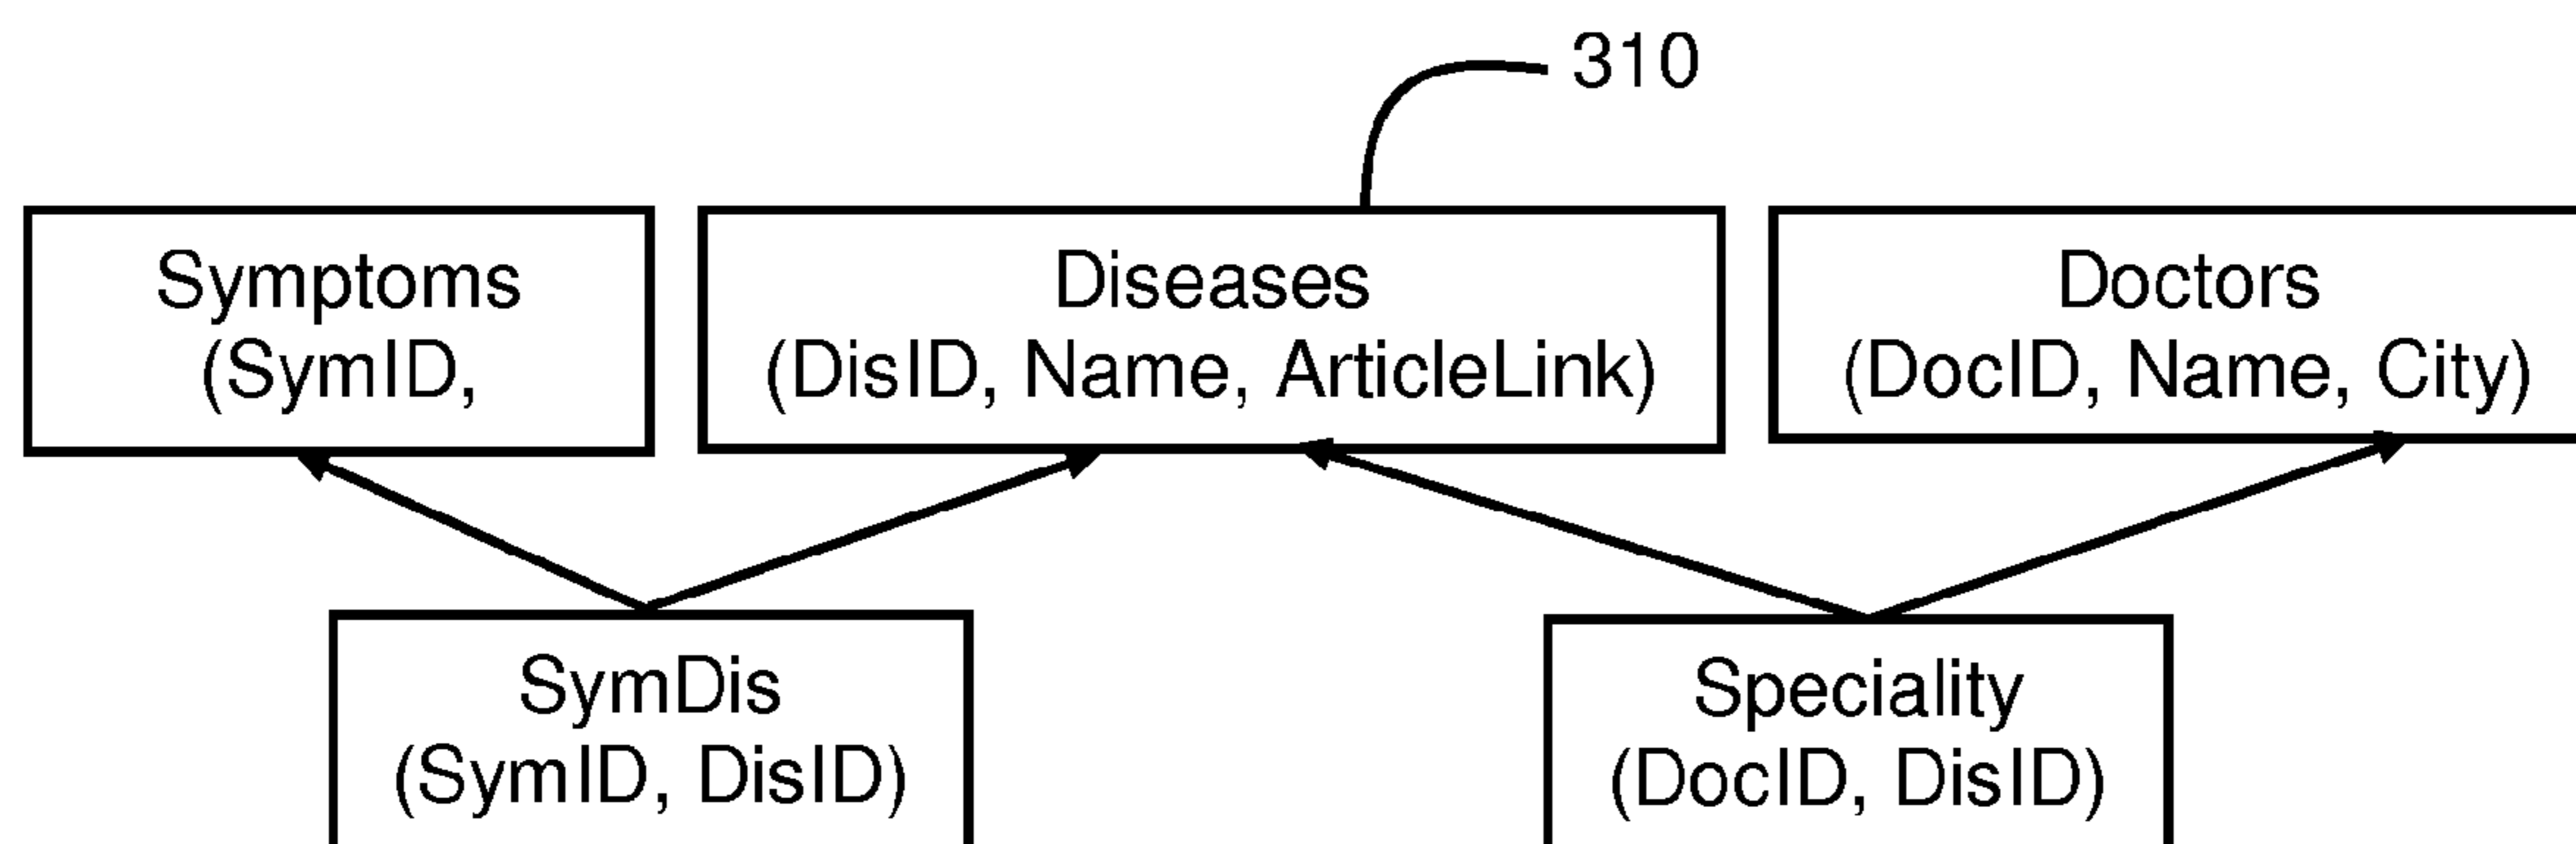 310
Symptoms
(SymID,
Diseases
(DisID, Name, ArticleLink)
Doctors
(DocID, Name, City)
SymDis
(SymID, DisID)
Speciality
(DocID, DisID)